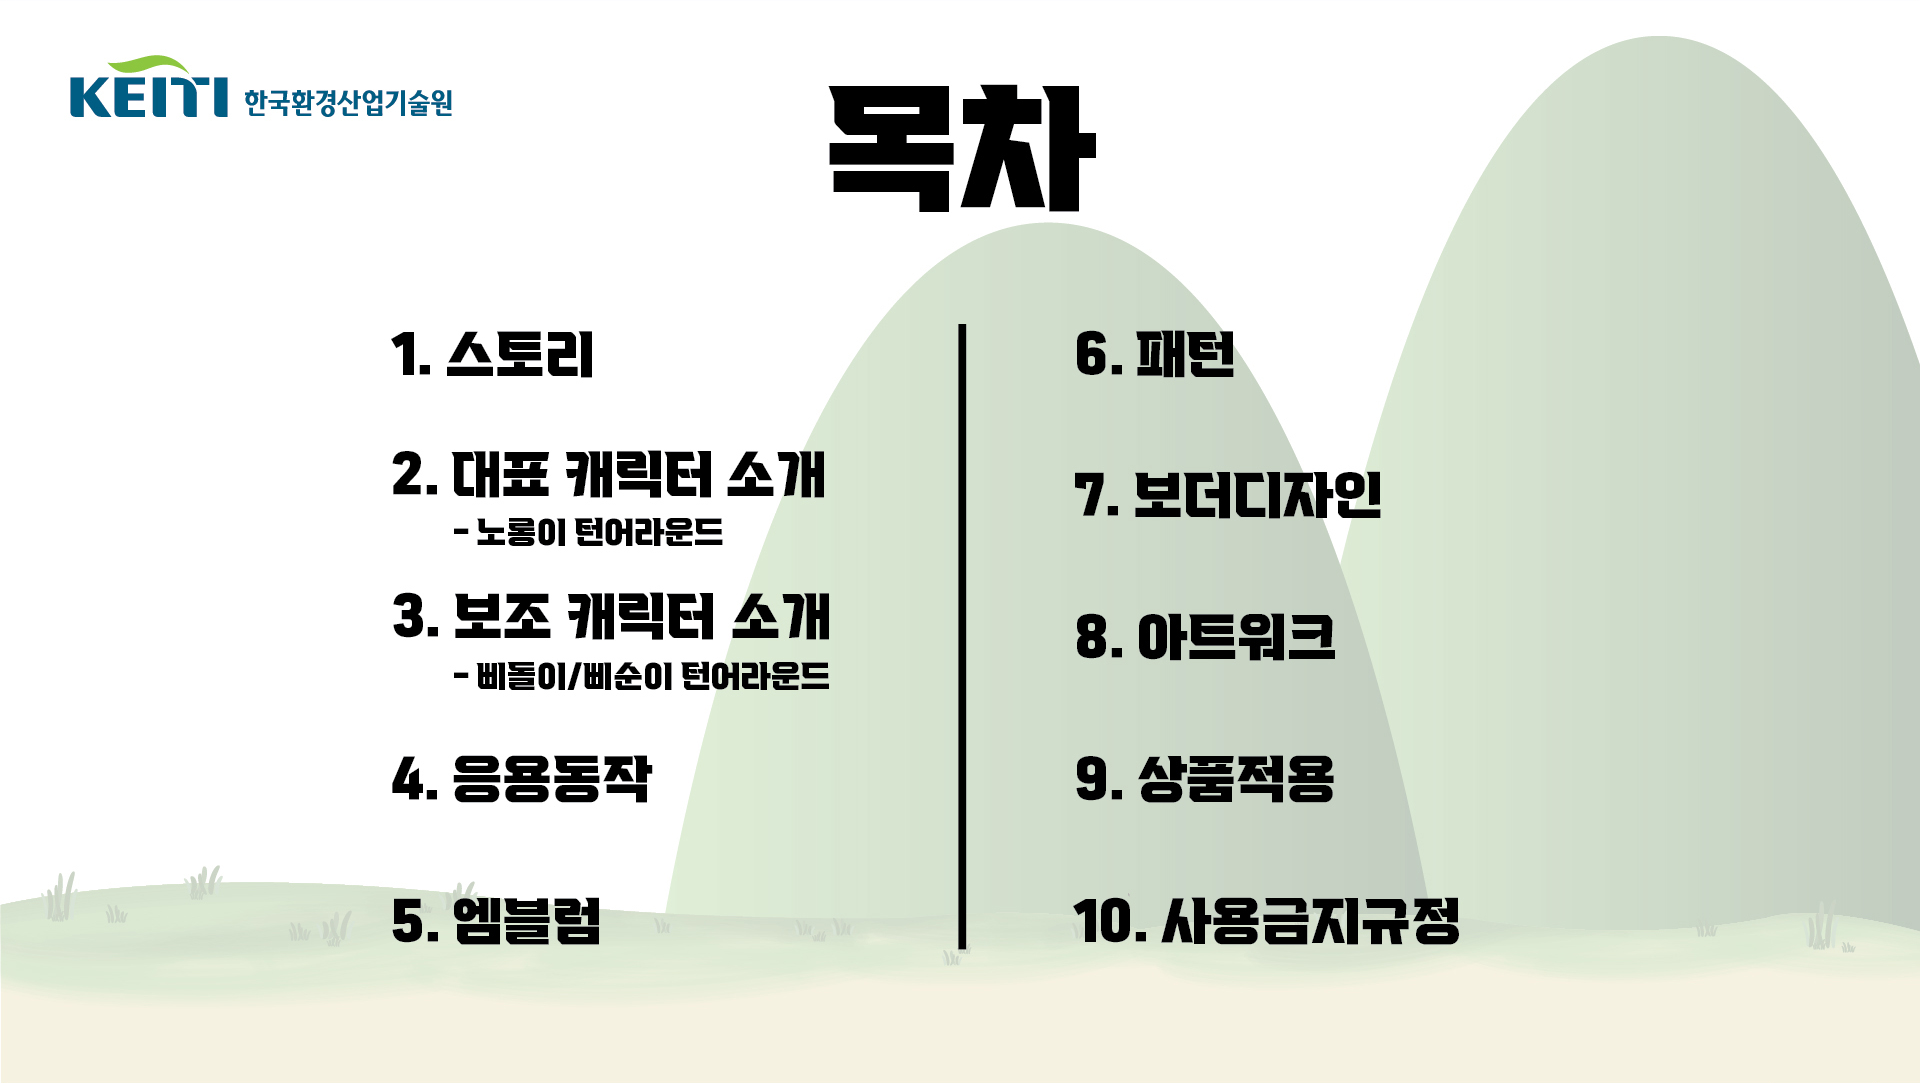 KEITI 한국환경산업기술원
목차
1. 스토리
2. 대표 캐릭터 소개
- 노롱이 턴어라운드
3. 보조 캐릭터 소개
- 삐돌이/삐순이 턴어라운드
4. 응용동작
5. 엠블럼
6. 패턴
7. 보더디자인
8. 아트워크
9. 상품적용
10. 사용금지규정